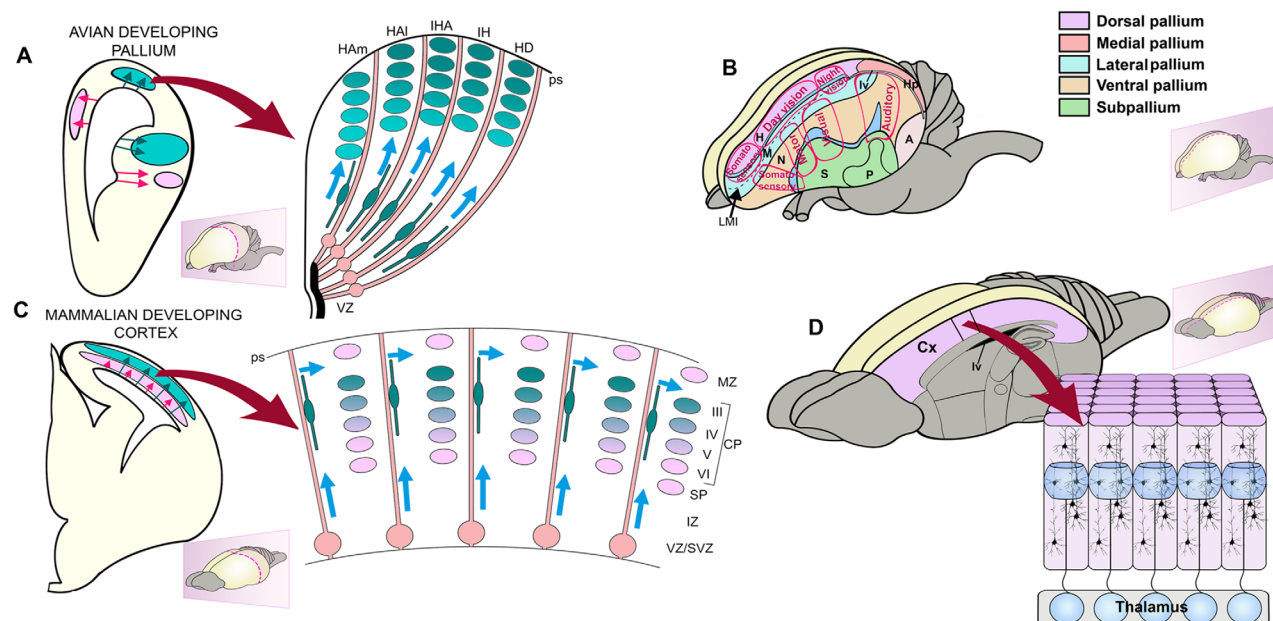 A
AVIAN DEVELOPING
PALLIUM
HAm
HAl
IHA
IH
HD
ps
VZ
B
Dorsal pallium
Medial pallium
Lateral pallium
Ventral pallium
Subpallium
Day vision
Night
vision
lv
Hp
Auditory
Visual
Motor
Somato
sensory
H
M
N
A
S
P
Somato
sensory
LMI
C
MAMMALIAN DEVELOPING
CORTEX
ps
MZ
III
IV
CP
V
VI
SP
IZ
VZ/SVZ
D
Cx
lv
Thalamus